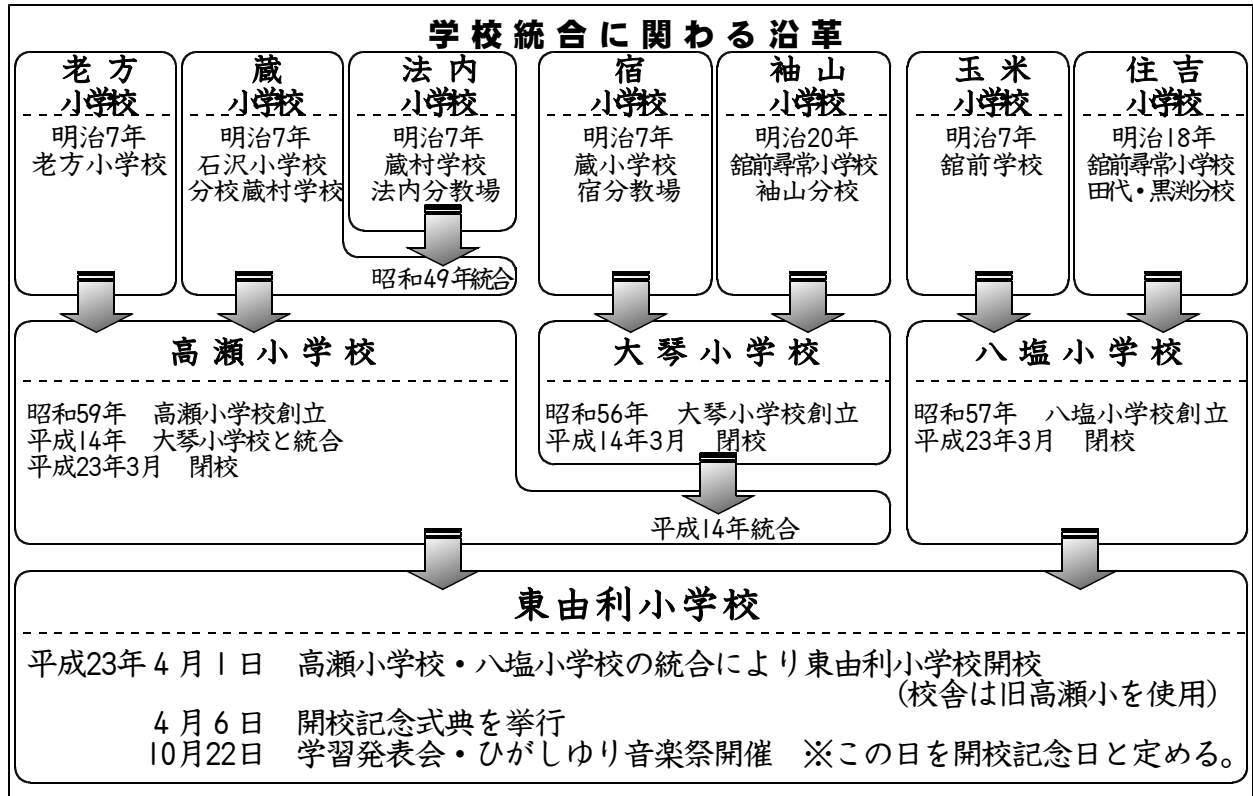 学校統合に関わる沿革
老方
小学校
明治7年
老方小学校
蔵
小学校
明治7年
石沢小学校
分校蔵村学校
法内
小学校
明治7年
蔵村学校
法内分教場
昭和49年統合
宿
小学校
明治7年
蔵小学校
宿分教場
袖山
小学校
明治20年
舘前尋常小学校
袖山分校
玉米
小学校
明治7年
舘前学校
住吉
小学校
明治18年
舘前尋常小学校
田代・黒渕分校
高瀬小学校
昭和59年　高瀬小学校創立
平成14年　大琴小学校と統合
平成23年3月　閉校
大琴小学校
昭和56年　大琴小学校創立
平成14年3月　閉校
平成14年統合
八塩小学校
昭和57年　八塩小学校創立
平成23年3月　閉校
東由利小学校
平成23年4月1日　高瀬小学校・八塩小学校の統合により東由利小学校開校
(校舎は旧高瀬小を使用)
4月6日　開校記念式典を挙行
10月22日　学習発表会・ひがしゆり音楽祭開催　※この日を開校記念日と定める。